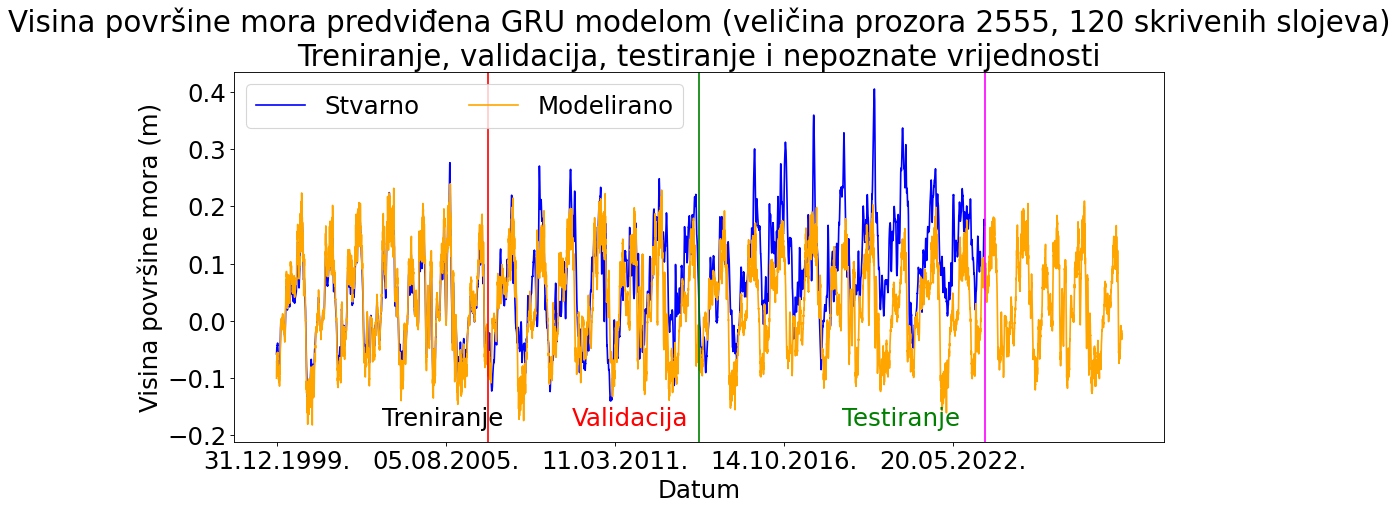 Visina površine mora predviđena GRU modelom (veličina prozora 2555, 120 skrivenih slojeva)
Treniranje, validacija, testiranje i nepoznate vrijednosti
Stvarno
Modelirano
Visina površine mora (m)
0.4
0.3
0.2
0.1
0.0
−0.1
−0.2
Treniranje
Validacija
Testiranje
31.12.1999.
05.08.2005.
11.03.2011.
14.10.2016.
20.05.2022.
Datum